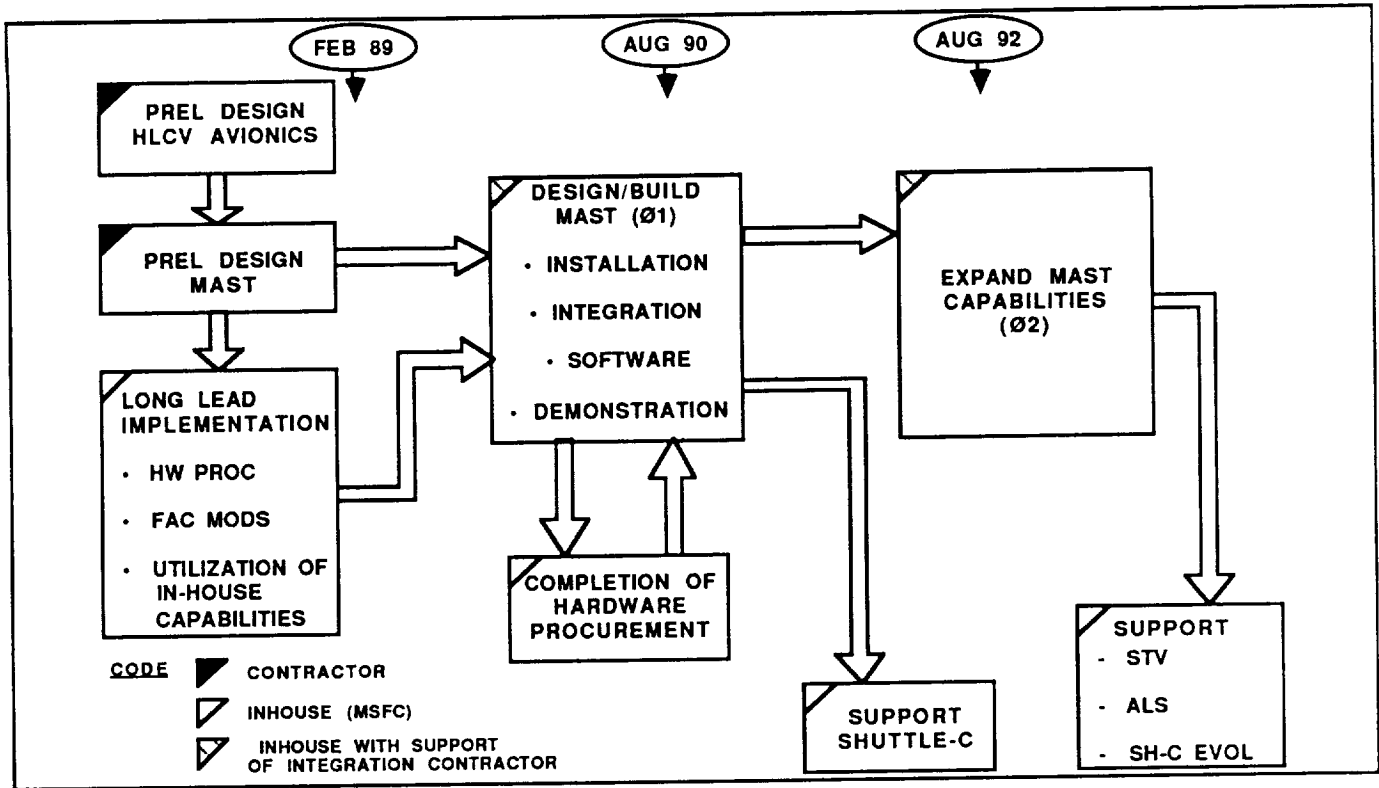 FEB 89
AUG 90
AUG 92
PREL DESIGN
HLCV AVIONICS
PREL DESIGN
MAST
LONG LEAD
IMPLEMENTATION
• HW PROC
• FAC MODS
• UTILIZATION OF
IN-HOUSE
CAPABILITIES
DESIGN/BUILD
MAST (Ø1)
• INSTALLATION
• INTEGRATION
• SOFTWARE
• DEMONSTRATION
COMPLETION OF
HARDWARE
PROCUREMENT
EXPAND MAST
CAPABILITIES
(Ø2)
SUPPORT
SHUTTLE-C
SUPPORT
- STV
- ALS
- SH-C EVOL
CODE
CONTRACTOR
INHOUSE (MSFC)
INHOUSE WITH SUPPORT
OF INTEGRATION CONTRACTOR